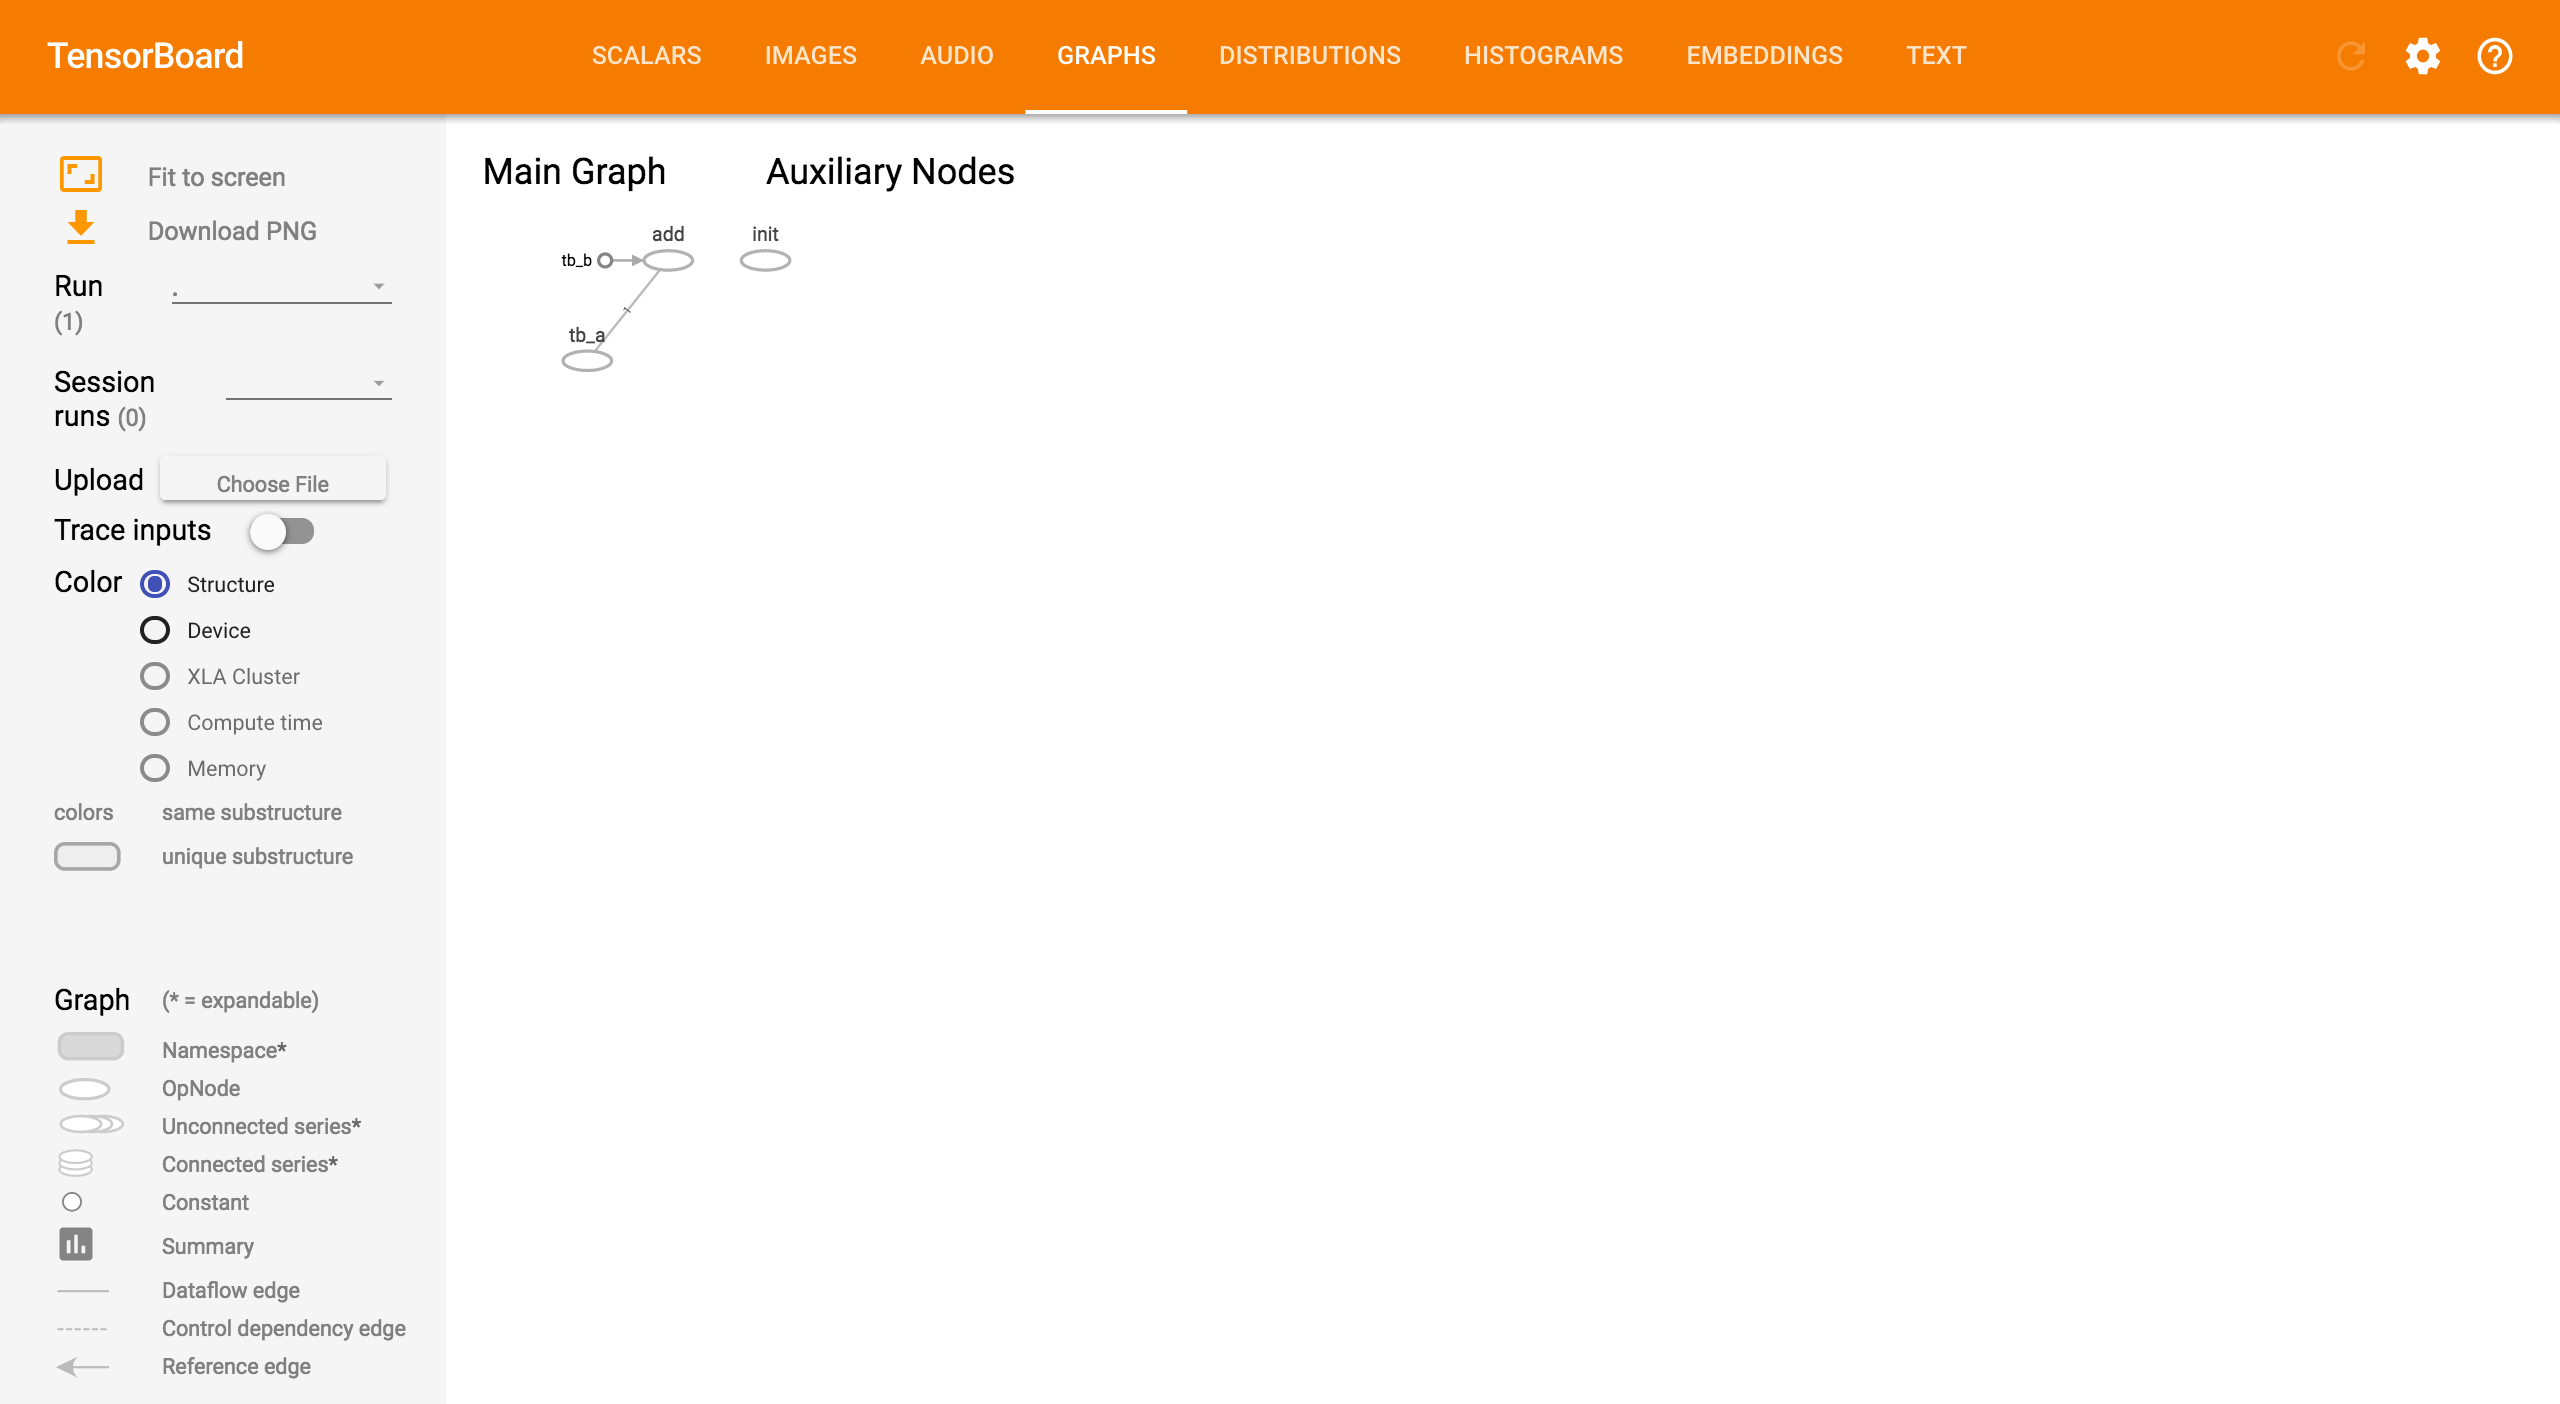 TensorBoard
SCALARS
IMAGES
AUDIO
GRAPHS
DISTRIBUTIONS
HISTOGRAMS
EMBEDDINGS
TEXT
Fit to screen
Download PNG
Run
(1)
.
Session
runs (0)
Upload
Choose File
Trace inputs
Color
Structure
Device
XLA Cluster
Compute time
Memory
colors
same substructure
unique substructure
Graph
(* = expandable)
Namespace*
OpNode
Unconnected series*
Connected series*
Constant
Summary
Dataflow edge
Control dependency edge
Reference edge
Main Graph
Auxiliary Nodes
add
init
tb_b
tb_a